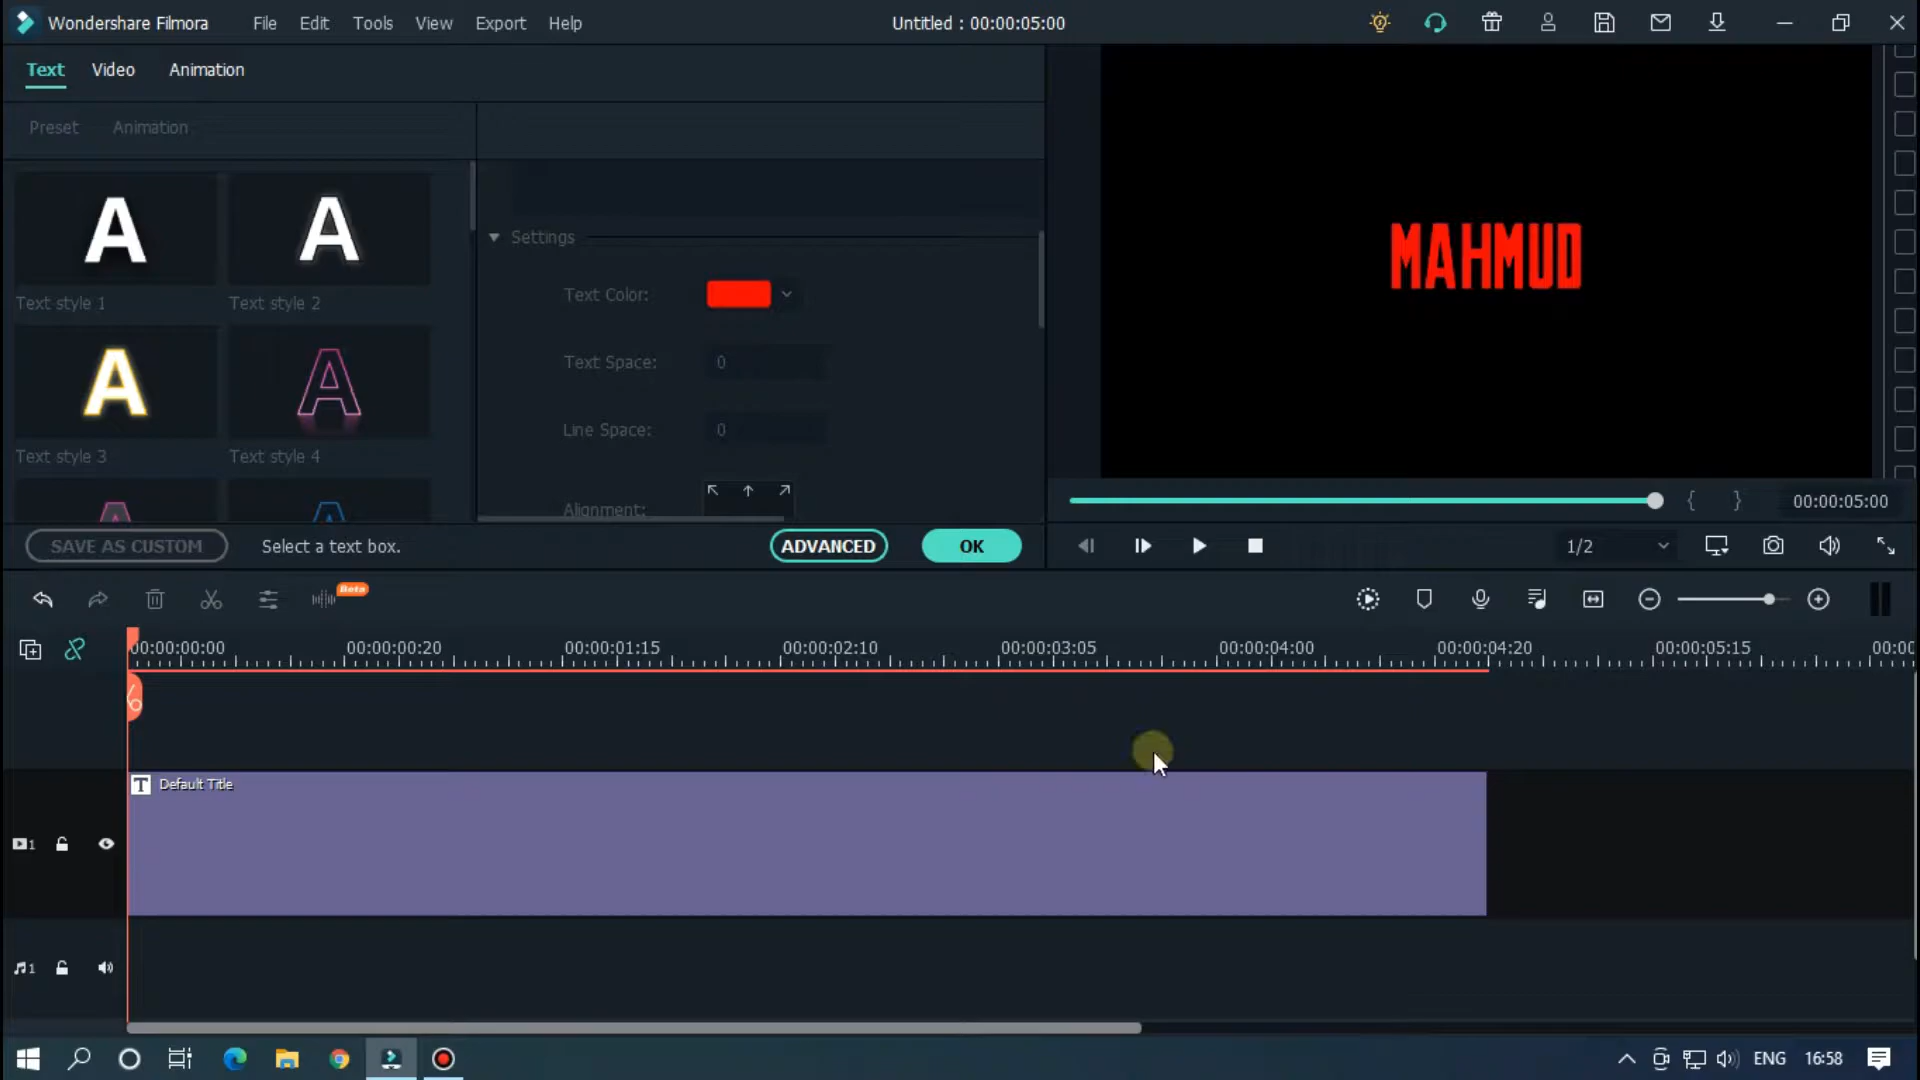 Wondershare Filmora File Edit Tools View Export Help Untitled : 00:00:05:00
Text Video Animation
Preset Animation
Settings
Text Color:
Text Space: 0
Line Space: 0
Alignment:
A A
Text style 1 Text style 2
A A
Text style 3 Text style 4
MAHMUD
{ } 00:00:05:00
SAVE AS CUSTOM Select a text box. ADVANCED OK
1/2
Beta
00:00:00:00 00:00:00:20 00:00:01:15 00:00:02:10 00:00:03:05 00:00:04:00 00:00:04:20 00:00:05:15 00:00
T Default Title
1
1
ENG 16:58